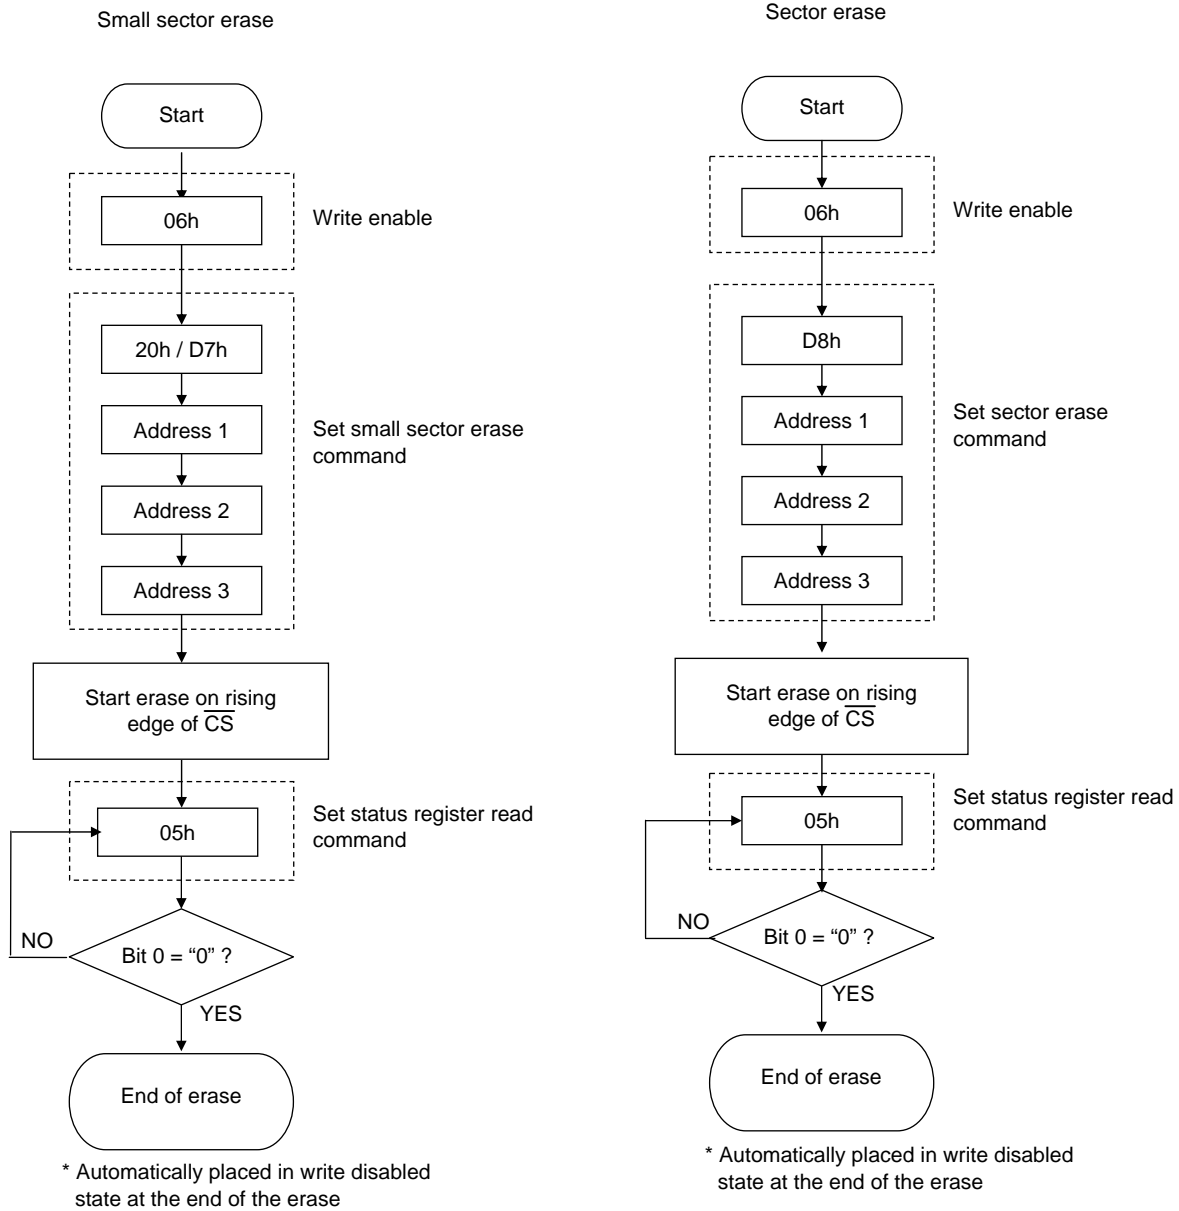 Small sector erase
Start
06h
Write enable
20h / D7h
Address 1
Set small sector erase
command
Address 2
Address 3
Start erase on rising
edge of C̅S̅
05h
Set status register read
command
NO
Bit 0 = “0” ?
YES
End of erase
* Automatically placed in write disabled
state at the end of the erase
Sector erase
Start
06h
Write enable
D8h
Address 1
Set sector erase
command
Address 2
Address 3
Start erase on rising
edge of C̅S̅
05h
Set status register read
command
NO
Bit 0 = “0” ?
YES
End of erase
* Automatically placed in write disabled
state at the end of the erase